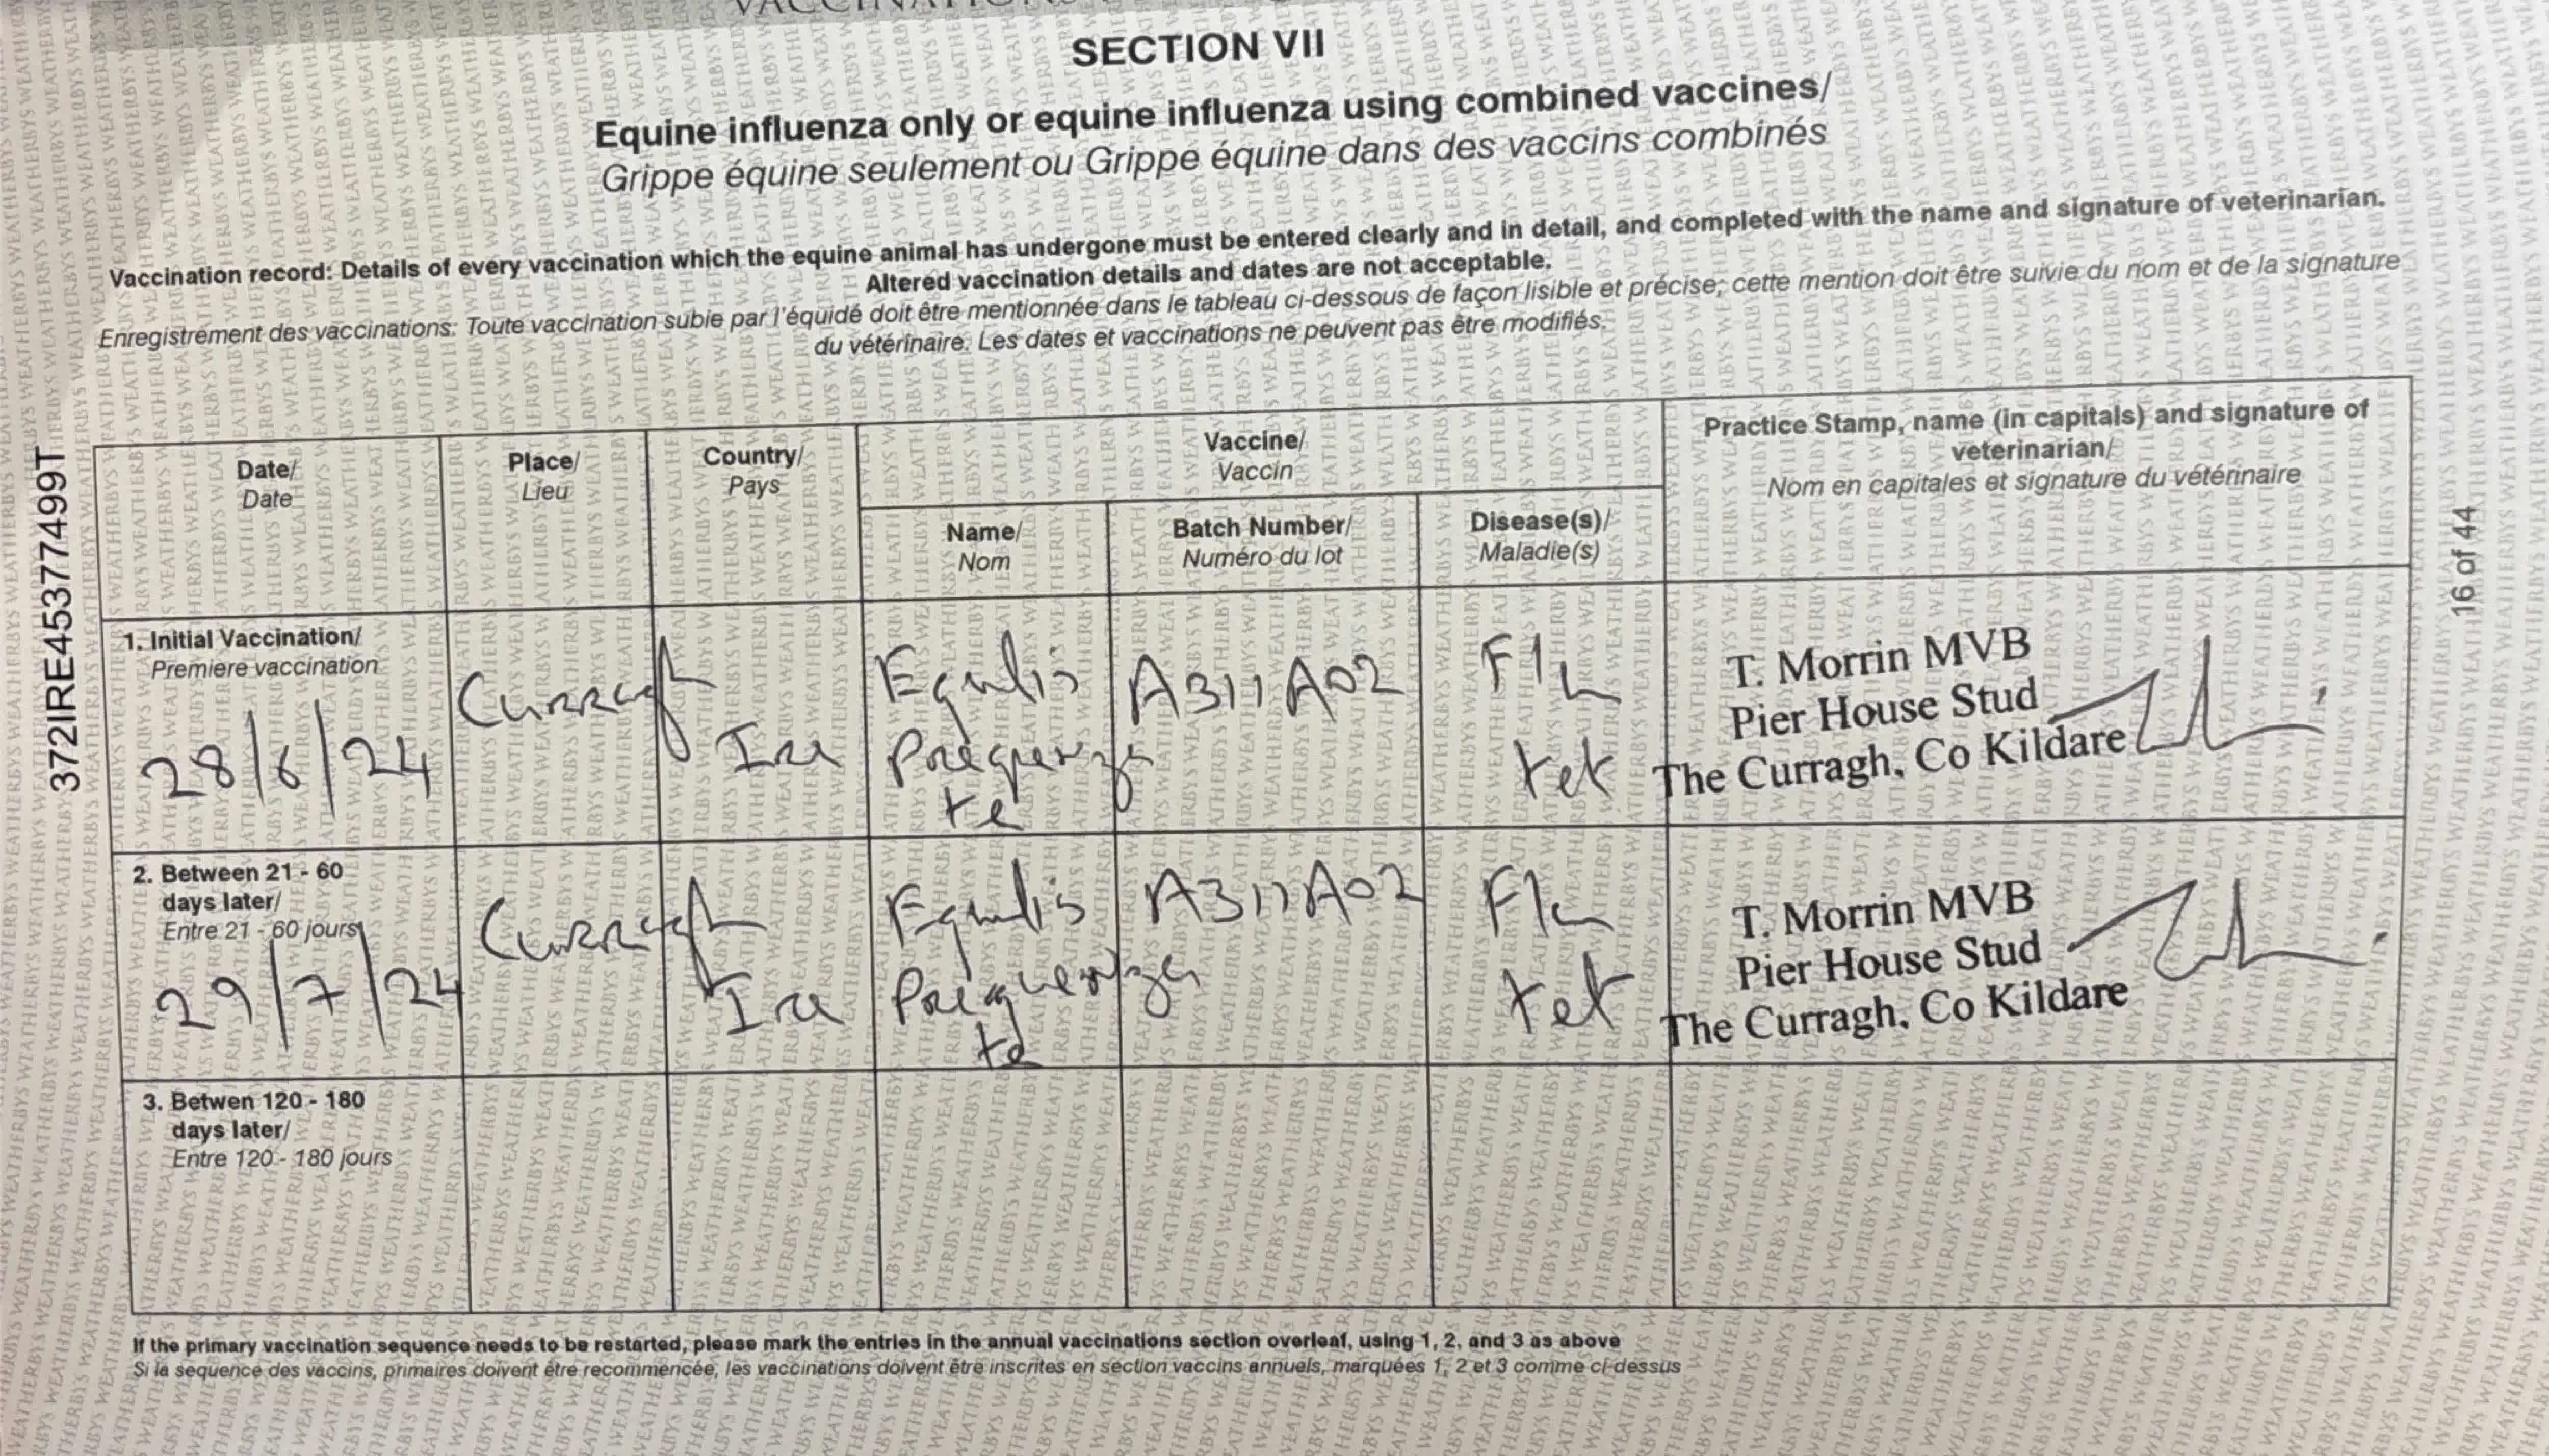 SECTION VII
Equine influenza only or equine influenza using combined vaccines/
Grippe équine seulement ou Grippe équine dans des vaccins combinés
Vaccination record: Details of every vaccination which the equine animal has undergone must be entered clearly and in detail, and completed with the name and signature of veterinarian.
Altered vaccination details and dates are not acceptable.
Enregistrement des vaccinations: Toute vaccination subie par l'équidé doit être mentionnée dans le tableau ci-dessous de façon lisible et précise; cette mention doit être suivie du nom et de la signature
du vétérinaire. Les dates et vaccinations ne peuvent pas être modifiés.
372IRE45377499T
16 of 44
Date/
Date
Place/
Lieu
Country/
Pays
Vaccine/
Vaccin
Name/
Nom
Batch Number/
Numéro du lot
Disease(s)/
Maladie(s)
Practice Stamp, name (in capitals) and signature of
veterinarian/
Nom en capitales et signature du vétérinaire
1. Initial Vaccination/
Premiere vaccination
28/6/24
Curragh
Ire
Equilis
Prequenza
te
A311A02
Flu
tet
T. Morrin MVB
Pier House Stud
The Curragh, Co Kildare
2. Between 21 - 60
days later/
Entre 21 - 60 jours
29/7/24
Curragh
Ire
Equilis
Prequenza
te
A311A02
Flu
tet
T. Morrin MVB
Pier House Stud
The Curragh, Co Kildare
3. Betwen 120 - 180
days later/
Entre 120 - 180 jours
If the primary vaccination sequence needs to be restarted, please mark the entries in the annual vaccinations section overleaf, using 1, 2, and 3 as above
Si la sequence des vaccins, primaires doivent être recommencée, les vaccinations doivent être inscrites en section vaccins annuels, marquées 1, 2 et 3 comme ci-dessus